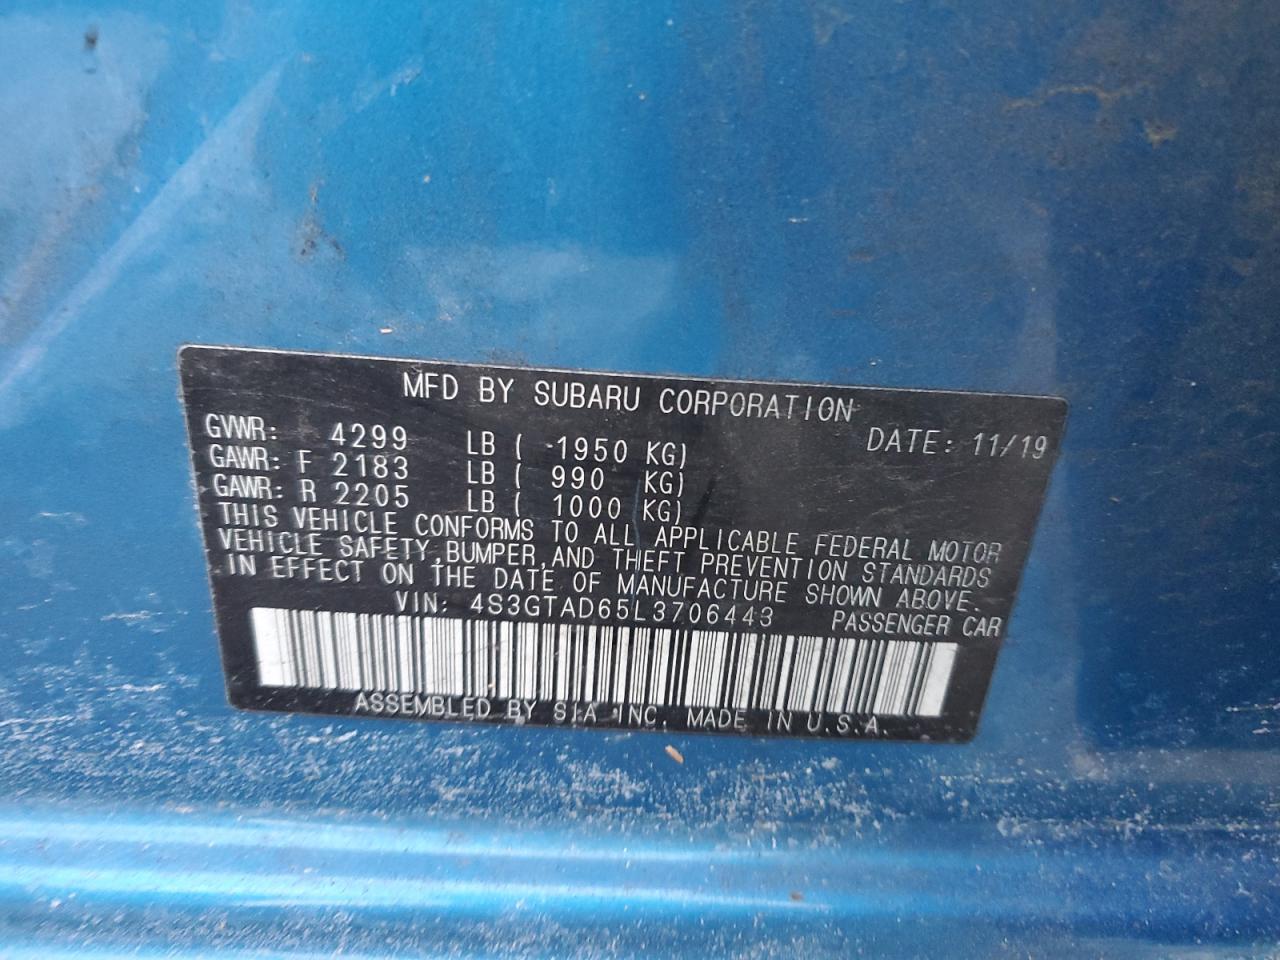 MFD BY SUBARU CORPORATION
DATE: 11/19
GVWR: 4299 LB ( 1950 KG)
GAWR: F 2183 LB ( 990 KG)
GAWR: R 2205 LB ( 1000 KG)
THIS VEHICLE CONFORMS TO ALL APPLICABLE FEDERAL MOTOR
VEHICLE SAFETY, BUMPER, AND THEFT PREVENTION STANDARDS
IN EFFECT ON THE DATE OF MANUFACTURE SHOWN ABOVE.
VIN: 4S3GTAD65L3706443 PASSENGER CAR
ASSEMBLED BY SIA INC. MADE IN U.S.A.